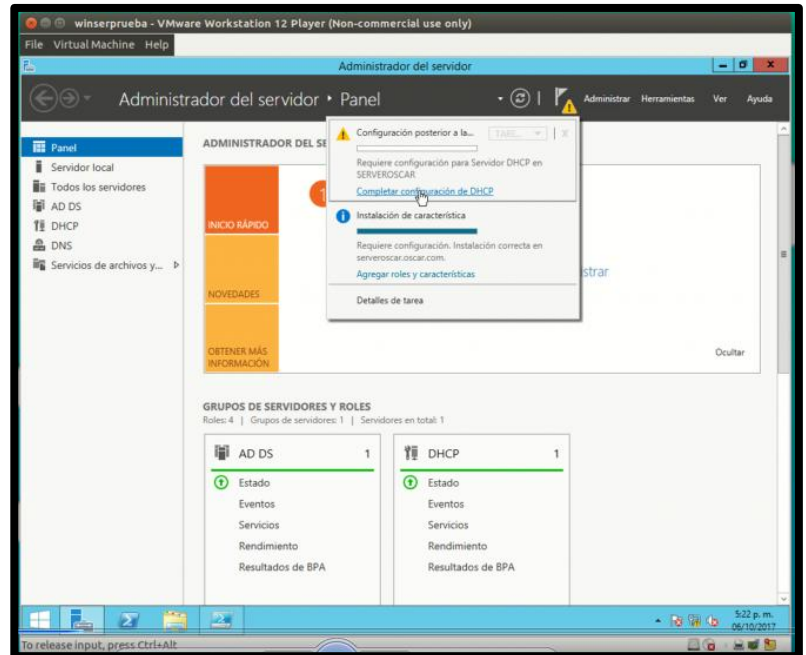 winserprueba - VMware Workstation 12 Player (Non-commercial use only)
File Virtual Machine Help
Administrador del servidor
Administrador del servidor ‣ Panel
Administrar Herramientas Ver Ayuda
Panel
Servidor local
Todos los servidores
AD DS
DHCP
DNS
Servicios de archivos y...
ADMINISTRADOR DEL SE
INICIO RÁPIDO
1
NOVEDADES
OBTENER MÁS
INFORMACIÓN
Configuración posterior a la... TARE... X
Requiere configuración para Servidor DHCP en
SERVEROSCAR
Completar configuración de DHCP
Instalación de característica
Requiere configuración. Instalación correcta en
serveroscar.oscar.com.
Agregar roles y características
Detalles de tarea
strar
Ocultar
GRUPOS DE SERVIDORES Y ROLES
Roles: 4 | Grupos de servidores: 1 | Servidores en total: 1
AD DS 1
Estado
Eventos
Servicios
Rendimiento
Resultados de BPA
DHCP 1
Estado
Eventos
Servicios
Rendimiento
Resultados de BPA
5:22 p. m.
06/10/2017
To release input, press Ctrl+Alt